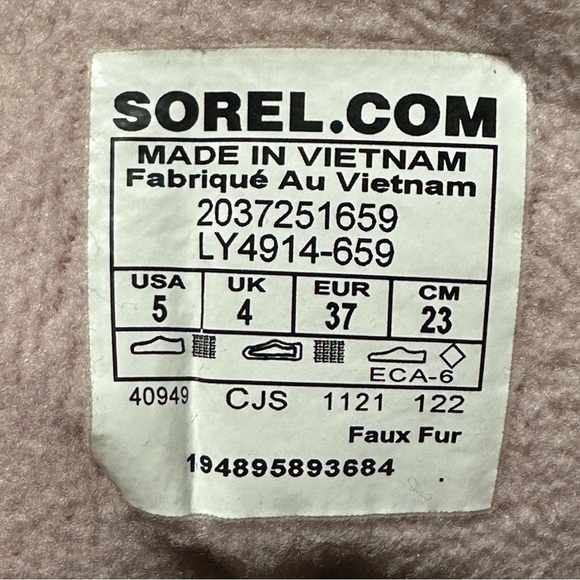 SOREL.COM
MADE IN VIETNAM
Fabriqué Au Vietnam
2037251659
LY4914-659
USA UK EUR CM
5 4 37 23
ECA-6
40949 CJS 1121 122
Faux Fur
194895893684